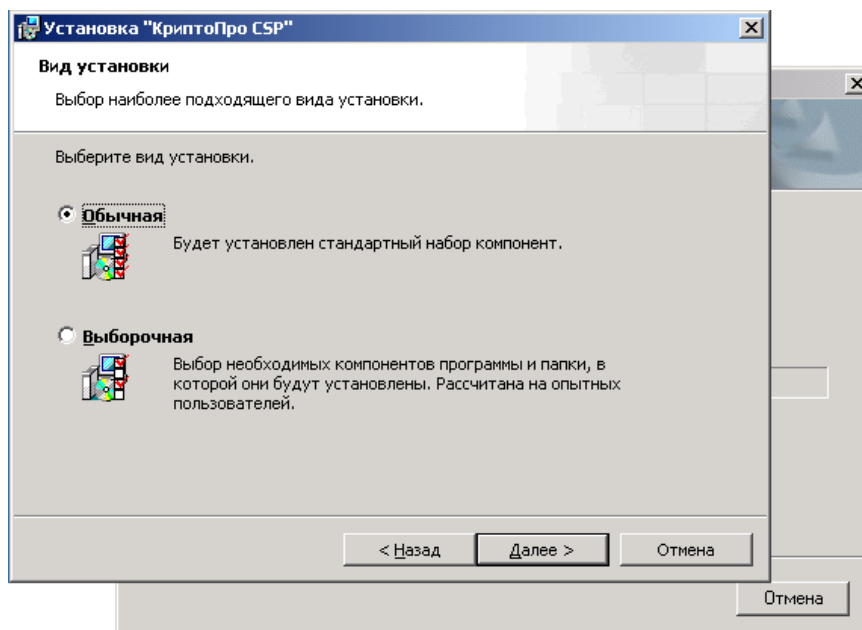 Установка "КриптоПро CSP"
Вид установки
Выбор наиболее подходящего вида установки.
Выберите вид установки.
Обычная
Будет установлен стандартный набор компонент.
Выборочная
Выбор необходимых компонентов программы и папки, в
которой они будут установлены. Рассчитана на опытных
пользователей.
< Назад
Далее >
Отмена
Отмена